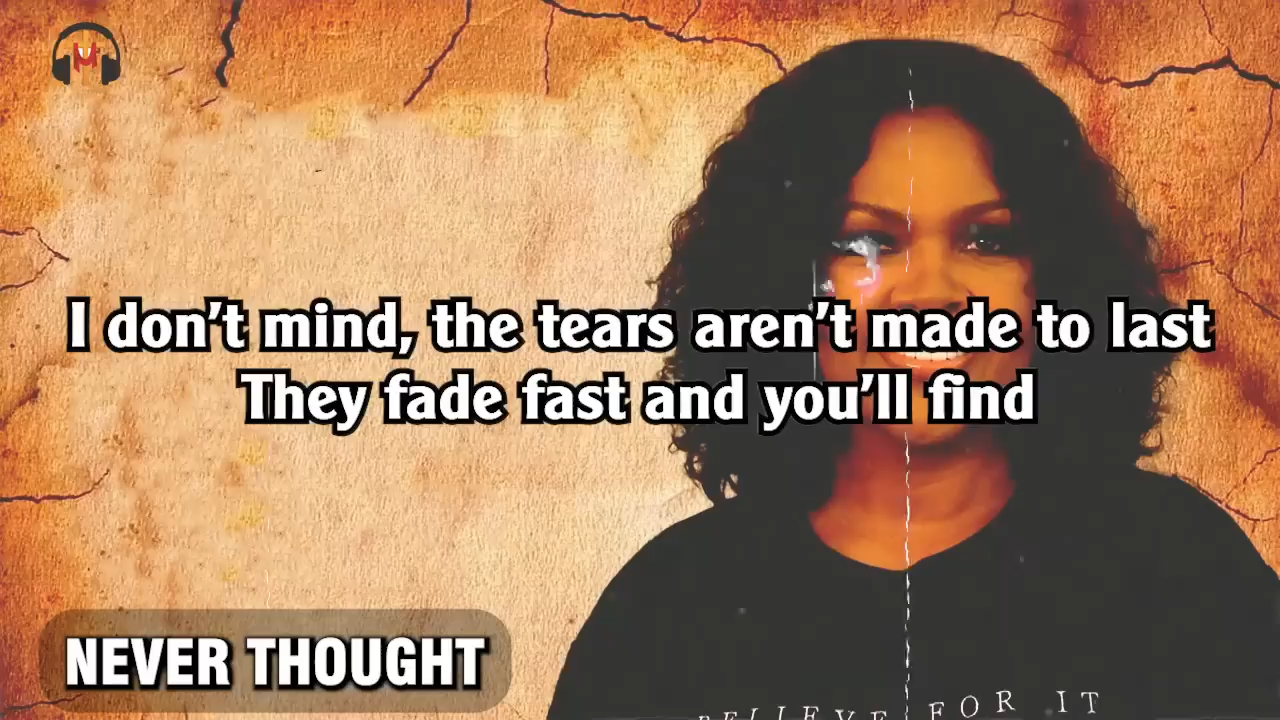 I don't mind, the tears aren't made to last
They fade fast and you'll find
NEVER THOUGHT
BELIEVE FOR IT